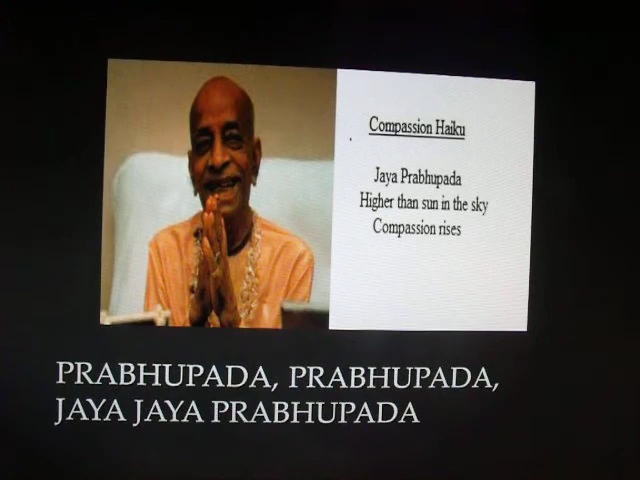 Compassion Haiku
Jaya Prabhupada
Higher than sun in the sky
Compassion rises
PRABHUPADA, PRABHUPADA,
JAYA JAYA PRABHUPADA